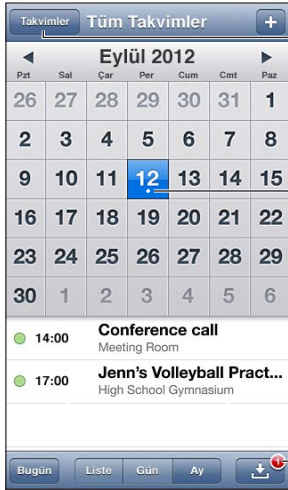 Takvimler Tüm Takvimler +
Eylül 2012
Pzt Sal Çar Per Cum Cmt Paz
26 27 28 29 30 31 1
2 3 4 5 6 7 8
9 10 11 12 13 14 15
16 17 18 19 20 21 22
23 24 25 26 27 28 29
30 1 2 3 4 5 6
14:00 Conference call
Meeting Room
17:00 Jenn's Volleyball Pract...
High School Gymnasium
Bugün Liste Gün Ay 1